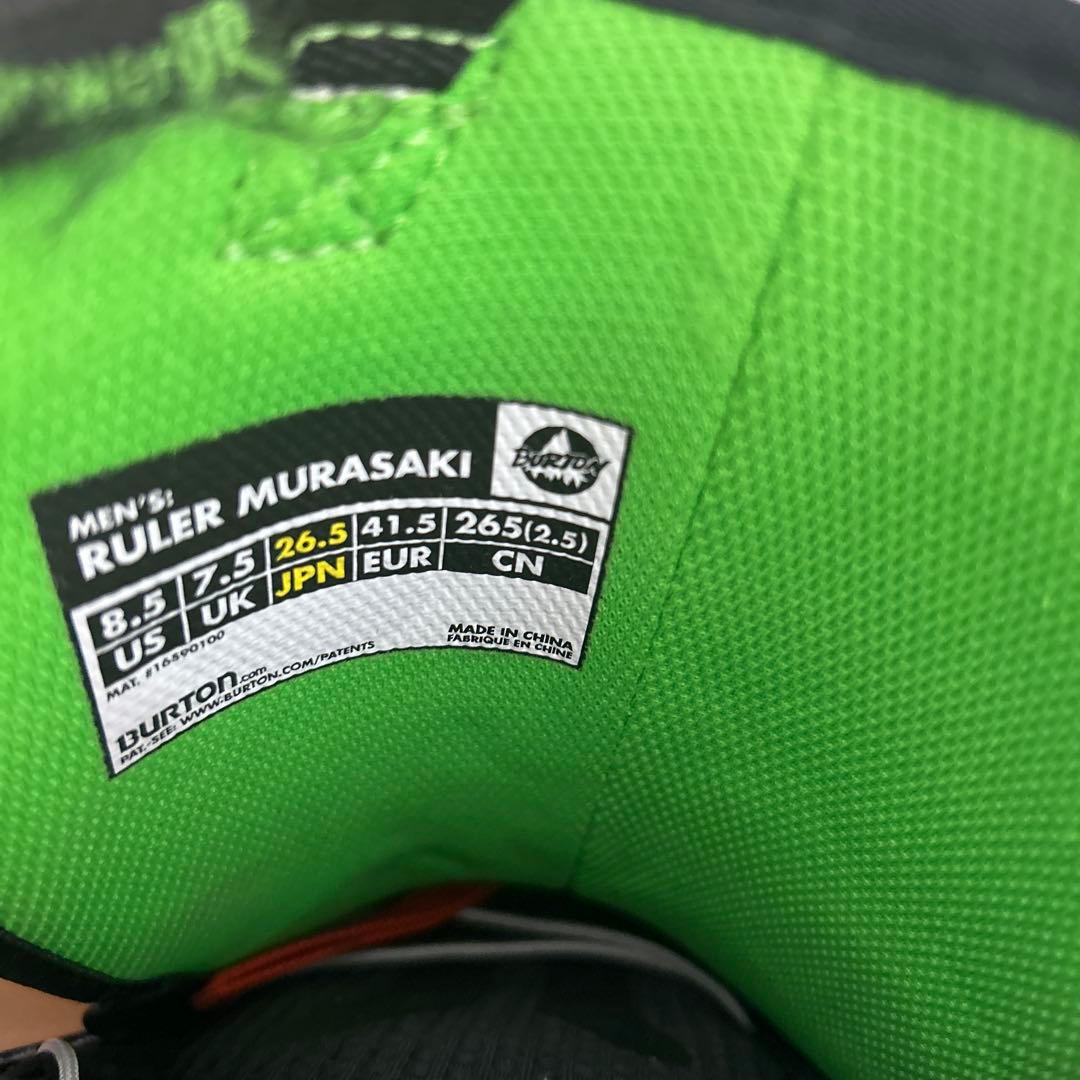 MEN'S:
RULER MURASAKI
BURTON
8.5 7.5 26.5 41.5 265(2.5)
US UK JPN EUR CN
MAT. #16590100
MADE IN CHINA
FABRIQUE EN CHINE
BURTON.com
PAT.-SEE: WWW.BURTON.COM/PATENTS